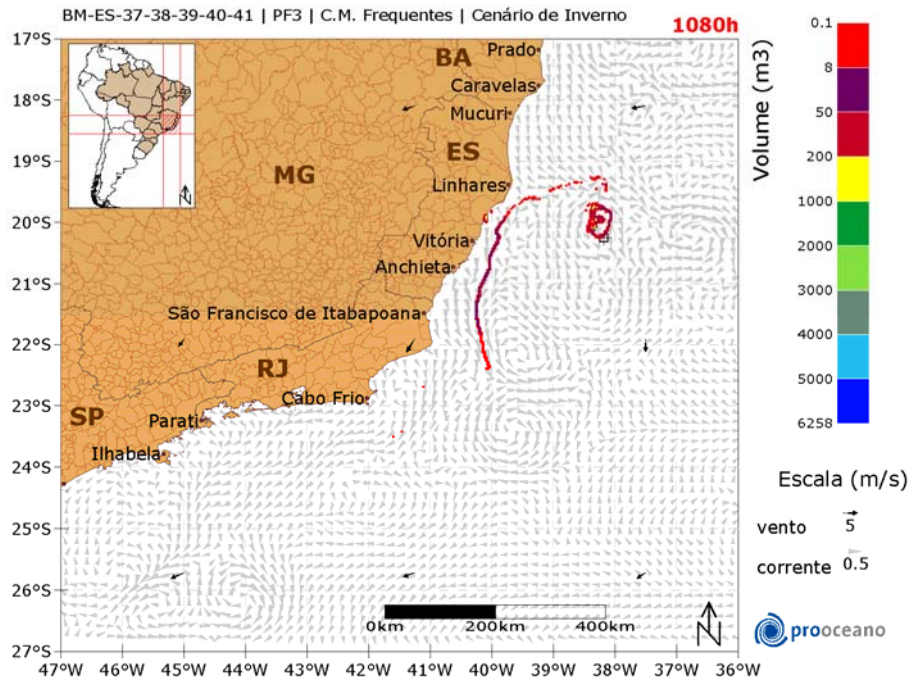 BM-ES-37-38-39-40-41 | PF3 | C.M. Frequentes | Cenário de Inverno
1080h
17°S
18°S
19°S
20°S
21°S
22°S
23°S
24°S
25°S
26°S
27°S
47°W
46°W
45°W
44°W
43°W
42°W
41°W
40°W
39°W
38°W
37°W
36°W
BA
Prado
Caravelas
Mucuri
ES
MG
Linhares
Vitória
Anchieta
São Francisco de Itabapoana
RJ
Cabo Frio
SP
Parati
Ilhabela
N
N
0km
200km
400km
Volume (m3)
0.1
8
50
200
1000
2000
3000
4000
5000
6258
Escala (m/s)
vento
5
corrente
0.5
prooceano